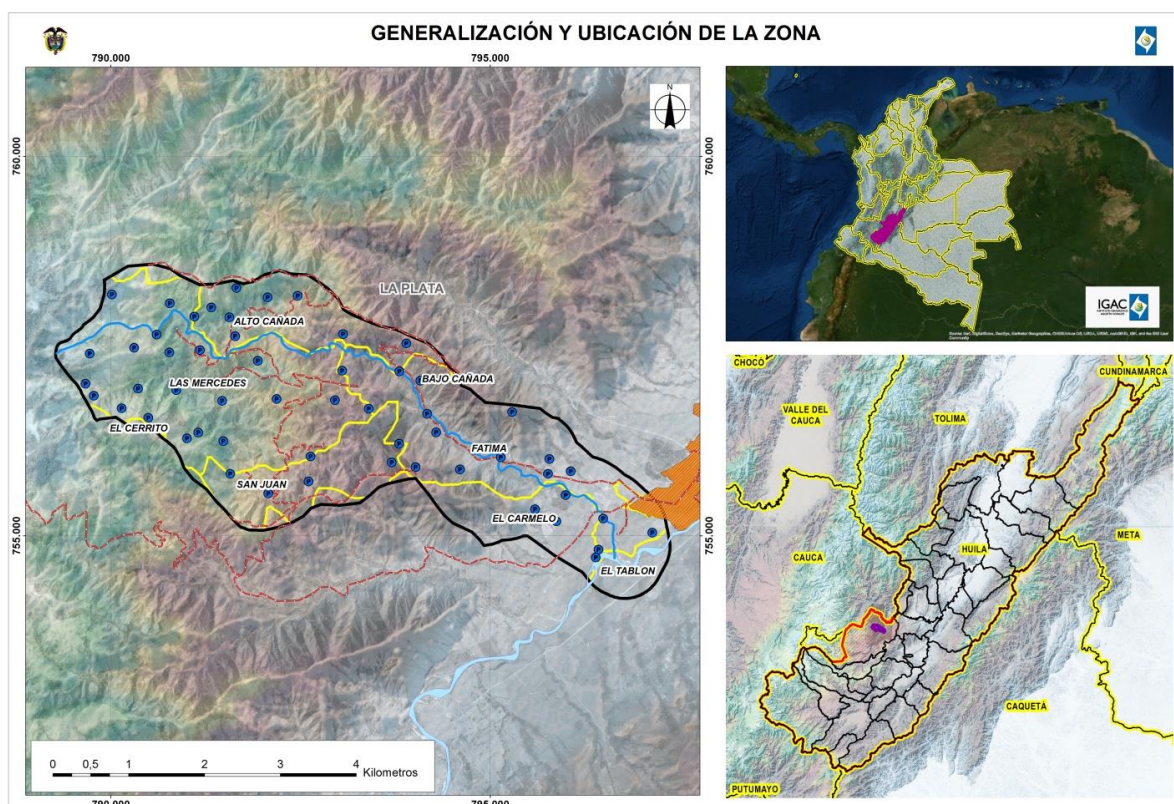 GENERALIZACIÓN Y UBICACIÓN DE LA ZONA
790.000
795.000
760.000
760.000
N
LA PLATA
ALTO CAÑADA
BAJO CAÑADA
LAS MERCEDES
EL CERRITO
FATIMA
SAN JUAN
EL CARMELO
EL TABLON
755.000
755.000
0 0,5 1 2 3 4
Kilometros
790.000
795.000
IGAC
CHOCÓ
CUNDINAMARCA
VALLE DEL
CAUCA
TOLIMA
META
CAUCA
HUILA
CAQUETÁ
PUTUMAYO